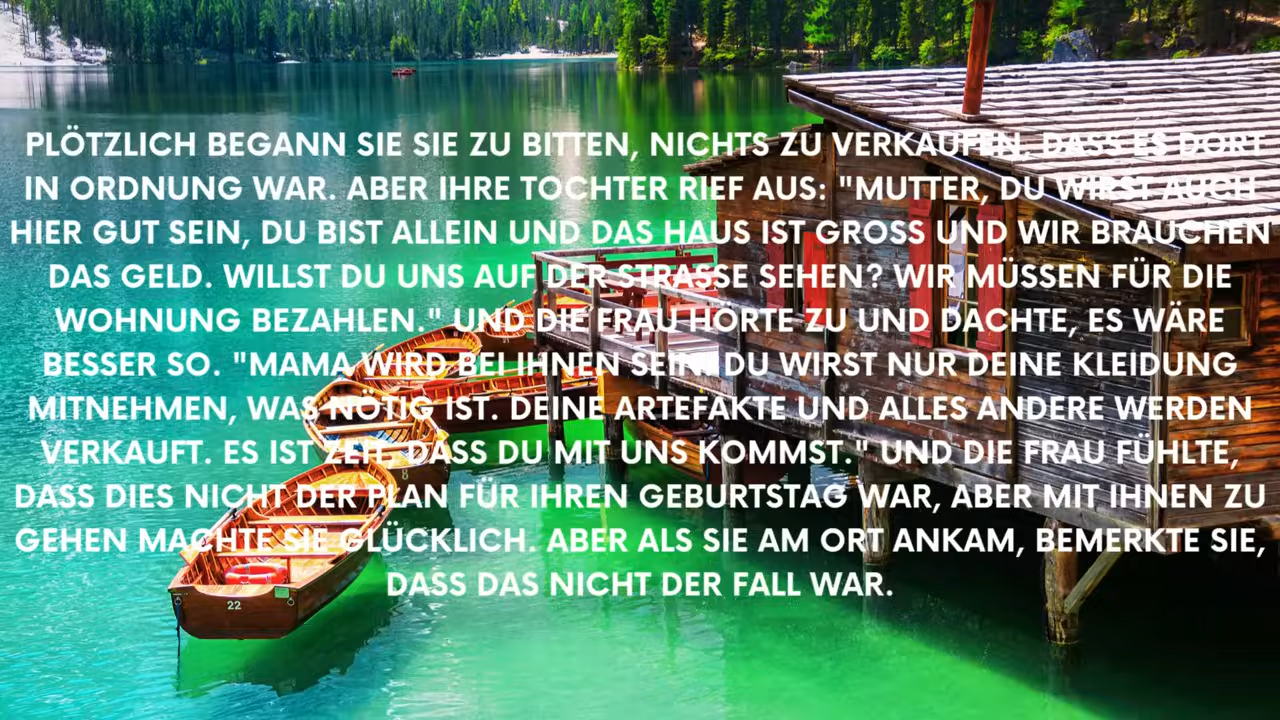 PLÖTZLICH BEGANN SIE SIE ZU BITTEN, NICHTS ZU VERKAUFEN, DASS ES DORT
IN ORDNUNG WAR. ABER IHRE TOCHTER RIEF AUS: "MUTTER, DU WIRST AUCH
HIER GUT SEIN, DU BIST ALLEIN UND DAS HAUS IST GROSS UND WIR BRAUCHEN
DAS GELD. WILLST DU UNS AUF DER STRASSE SEHEN? WIR MÜSSEN FÜR DIE
WOHNUNG BEZAHLEN." UND DIE FRAU HÖRTE ZU UND DACHTE, ES WÄRE
BESSER SO. "MAMA WIRD BEI IHNEN SEIN, DU WIRST NUR DEINE KLEIDUNG
MITNEHMEN, WAS NÖTIG IST. DEINE ARTEFAKTE UND ALLES ANDERE WERDEN
VERKAUFT. ES IST ZEIT, DASS DU MIT UNS KOMMST." UND DIE FRAU FÜHLTE,
DASS DIES NICHT DER PLAN FÜR IHREN GEBURTSTAG WAR, ABER MIT IHNEN ZU
GEHEN MACHTE SIE GLÜCKLICH. ABER ALS SIE AM ORT ANKAM, BEMERKTE SIE,
DASS DAS NICHT DER FALL WAR.
8
22